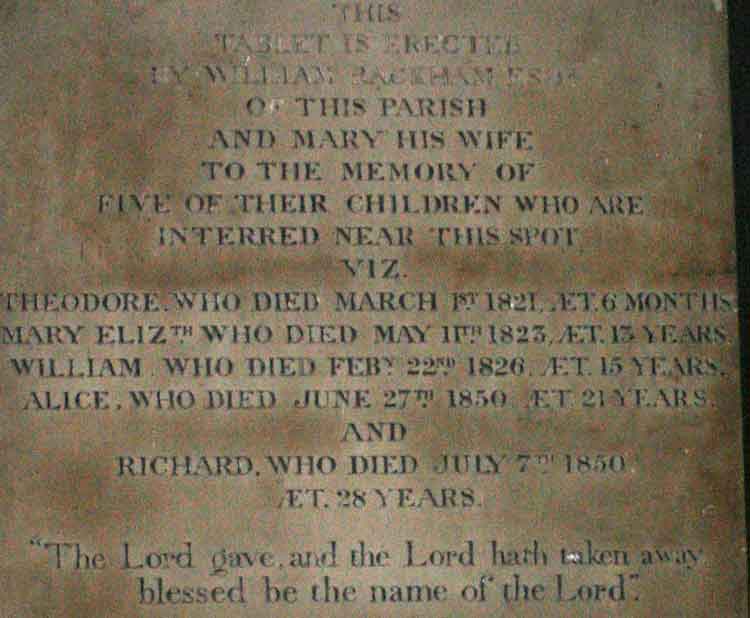 THIS
TABLET IS ERECTED
BY WILLIAM RACKHAM ESQR
OF THIS PARISH
AND MARY HIS WIFE
TO THE MEMORY OF
FIVE OF THEIR CHILDREN WHO ARE
INTERRED NEAR THIS SPOT
VIZ.
THEODORE, WHO DIED MARCH 1ST 1821, ÆT. 6 MONTHS
MARY ELIZTH WHO DIED MAY 11TH 1823, ÆT. 13 YEARS,
WILLIAM, WHO DIED FEBY 22ND 1826, ÆT. 15 YEARS,
ALICE, WHO DIED JUNE 27TH 1850 ÆT. 21 YEARS.
AND
RICHARD, WHO DIED JULY 7TH 1850
ÆT. 28 YEARS.
"The Lord gave, and the Lord hath taken away
blessed be the name of the Lord".